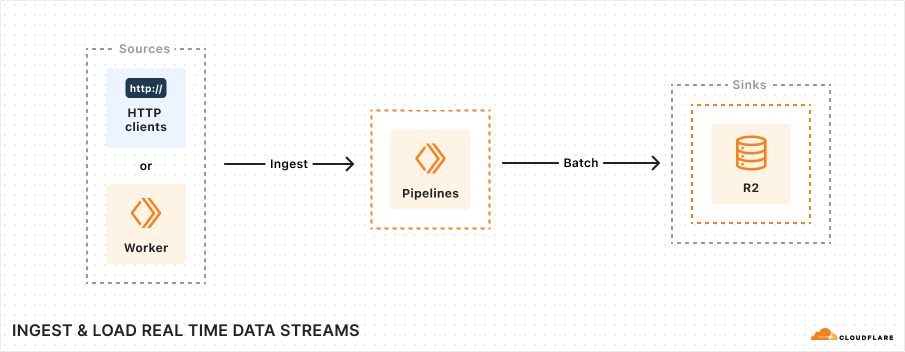 Sources
http://
HTTP
clients
or
Worker
Ingest
Pipelines
Batch
Sinks
R2
INGEST & LOAD REAL TIME DATA STREAMS
CLOUDFLARE